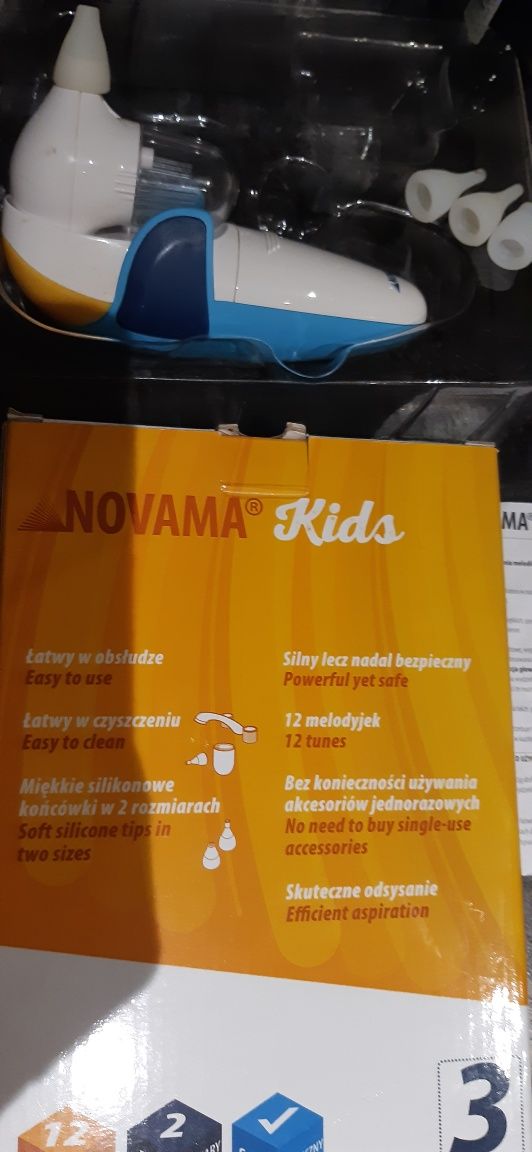 NOVAMA® Kids
MA®
Łatwy w obsłudze
Easy to use
Łatwy w czyszczeniu
Easy to clean
Miękkie silikonowe
końcówki w 2 rozmiarach
Soft silicone tips in
two sizes
Silny lecz nadal bezpieczny
Powerful yet safe
12 melodyjek
12 tunes
Bez konieczności używania
akcesoriów jednorazowych
No need to buy single-use
accessories
Skuteczne odsysanie
Efficient aspiration
12
2
3